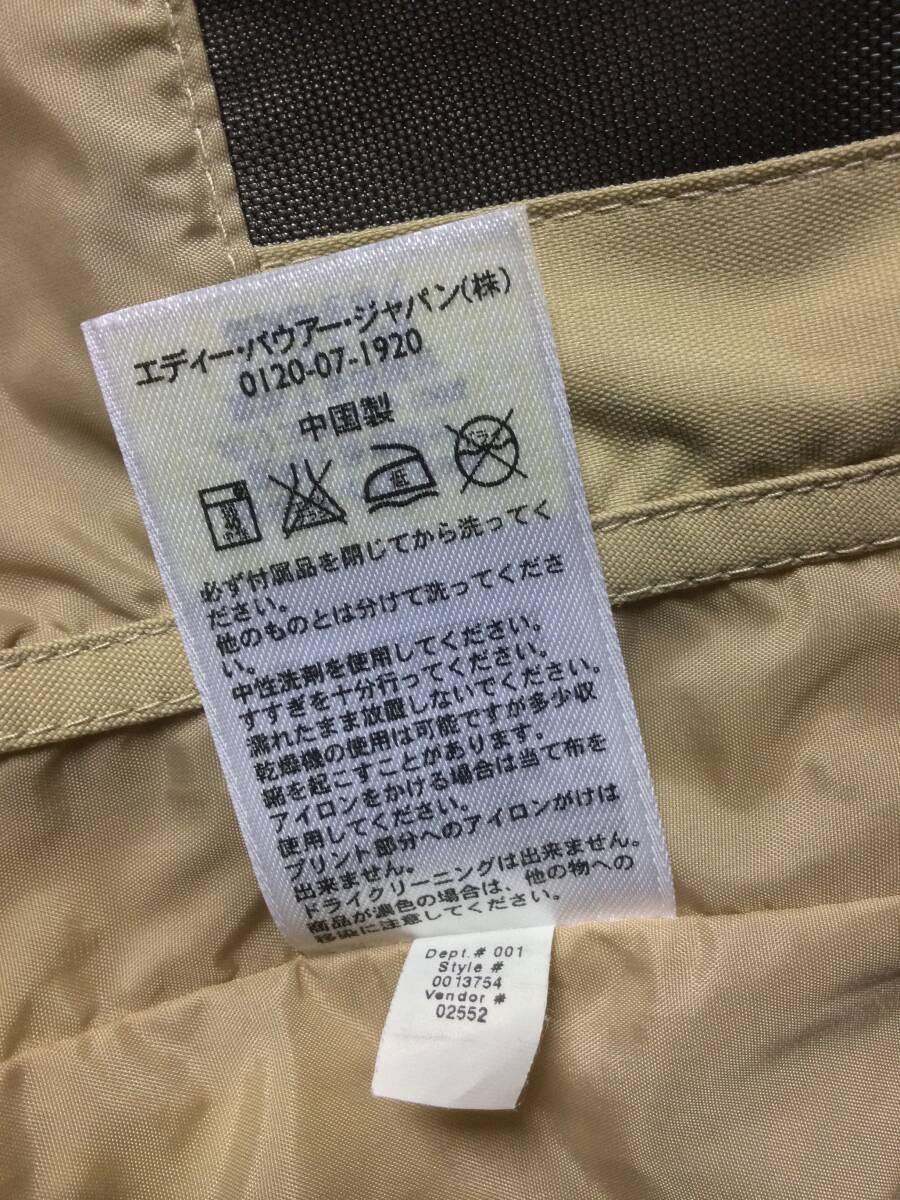 エディー・バウアー・ジャパン(株)
0120-07-1920
中国製
低
必ず付属品を閉じてから洗ってく
ださい。
他のものとは分けて洗ってくださ
い。
中性洗剤を使用してください。
すすぎを十分行ってください。
濡れたまま放置しないでください。
乾燥機の使用は可能ですが多少収
縮を起こすことがあります。
アイロンをかける場合は当て布を
使用してください。
プリント部分へのアイロンがけは
出来ません。
ドライクリーニングは出来ません。
商品が濃色の場合は、他の物への
移染に注意してください。
Dept.# 001
Style #
0013754
Vendor #
02552